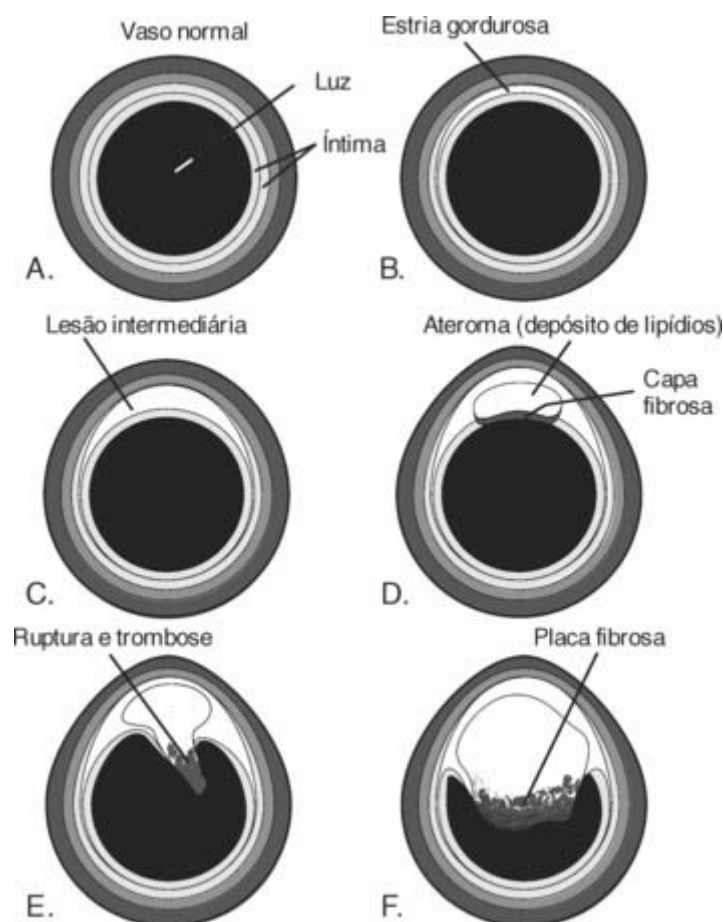 Vaso normal
Estria gordurosa
Luz
Íntima
A.
B.
Lesão intermediária
Ateroma (depósito de lipídios)
Capa
fibrosa
C.
D.
Ruptura e trombose
Placa fibrosa
E.
F.